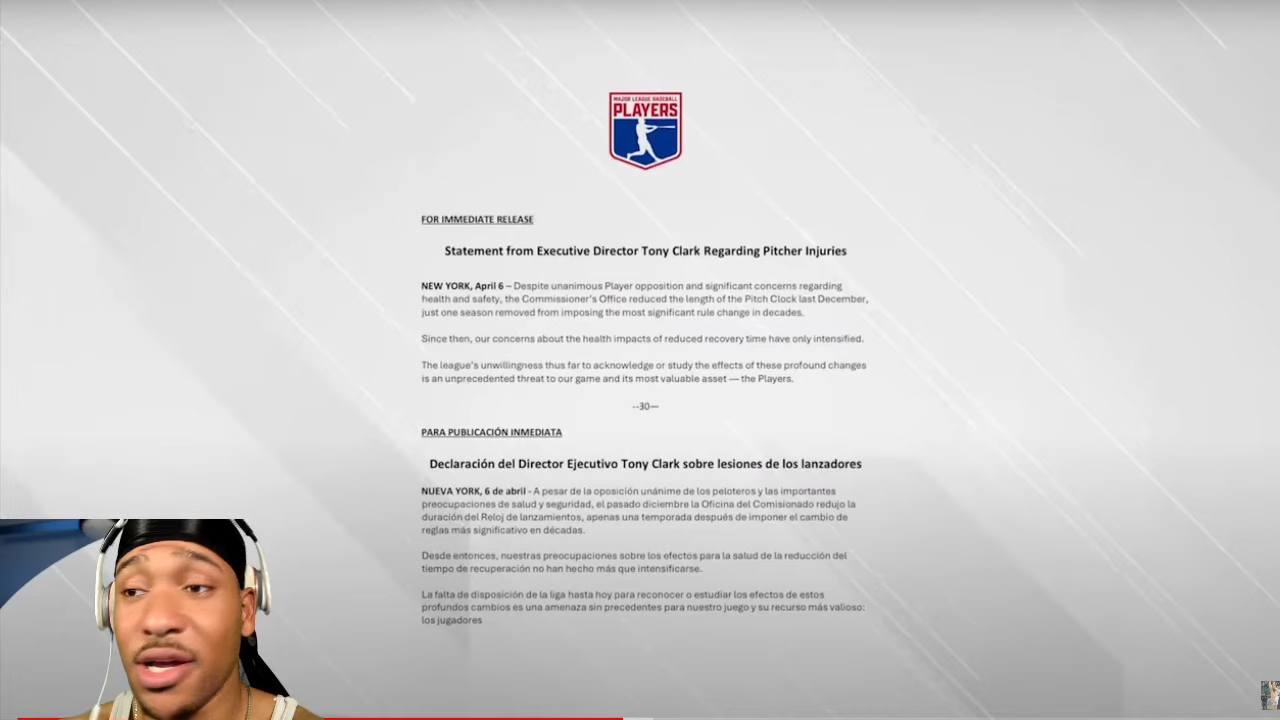 MAJOR LEAGUE BASEBALL
PLAYERS
FOR IMMEDIATE RELEASE
Statement from Executive Director Tony Clark Regarding Pitcher Injuries
NEW YORK, April 6 – Despite unanimous Player opposition and significant concerns regarding
health and safety, the Commissioner's Office reduced the length of the Pitch Clock last December,
just one season removed from imposing the most significant rule change in decades.
Since then, our concerns about the health impacts of reduced recovery time have only intensified.
The league's unwillingness thus far to acknowledge or study the effects of these profound changes
is an unprecedented threat to our game and its most valuable asset — the Players.
--30—
PARA PUBLICACIÓN INMEDIATA
Declaración del Director Ejecutivo Tony Clark sobre lesiones de los lanzadores
NUEVA YORK, 6 de abril - A pesar de la oposición unánime de los peloteros y las importantes
preocupaciones de salud y seguridad, el pasado diciembre la Oficina del Comisionado redujo la
duración del Reloj de lanzamientos, apenas una temporada después de imponer el cambio de
reglas más significativo en décadas.
Desde entonces, nuestras preocupaciones sobre los efectos para la salud de la reducción del
tiempo de recuperación no han hecho más que intensificarse.
La falta de disposición de la liga hasta hoy para reconocer o estudiar los efectos de estos
profundos cambios es una amenaza sin precedentes para nuestro juego y su recurso más valioso:
los jugadores